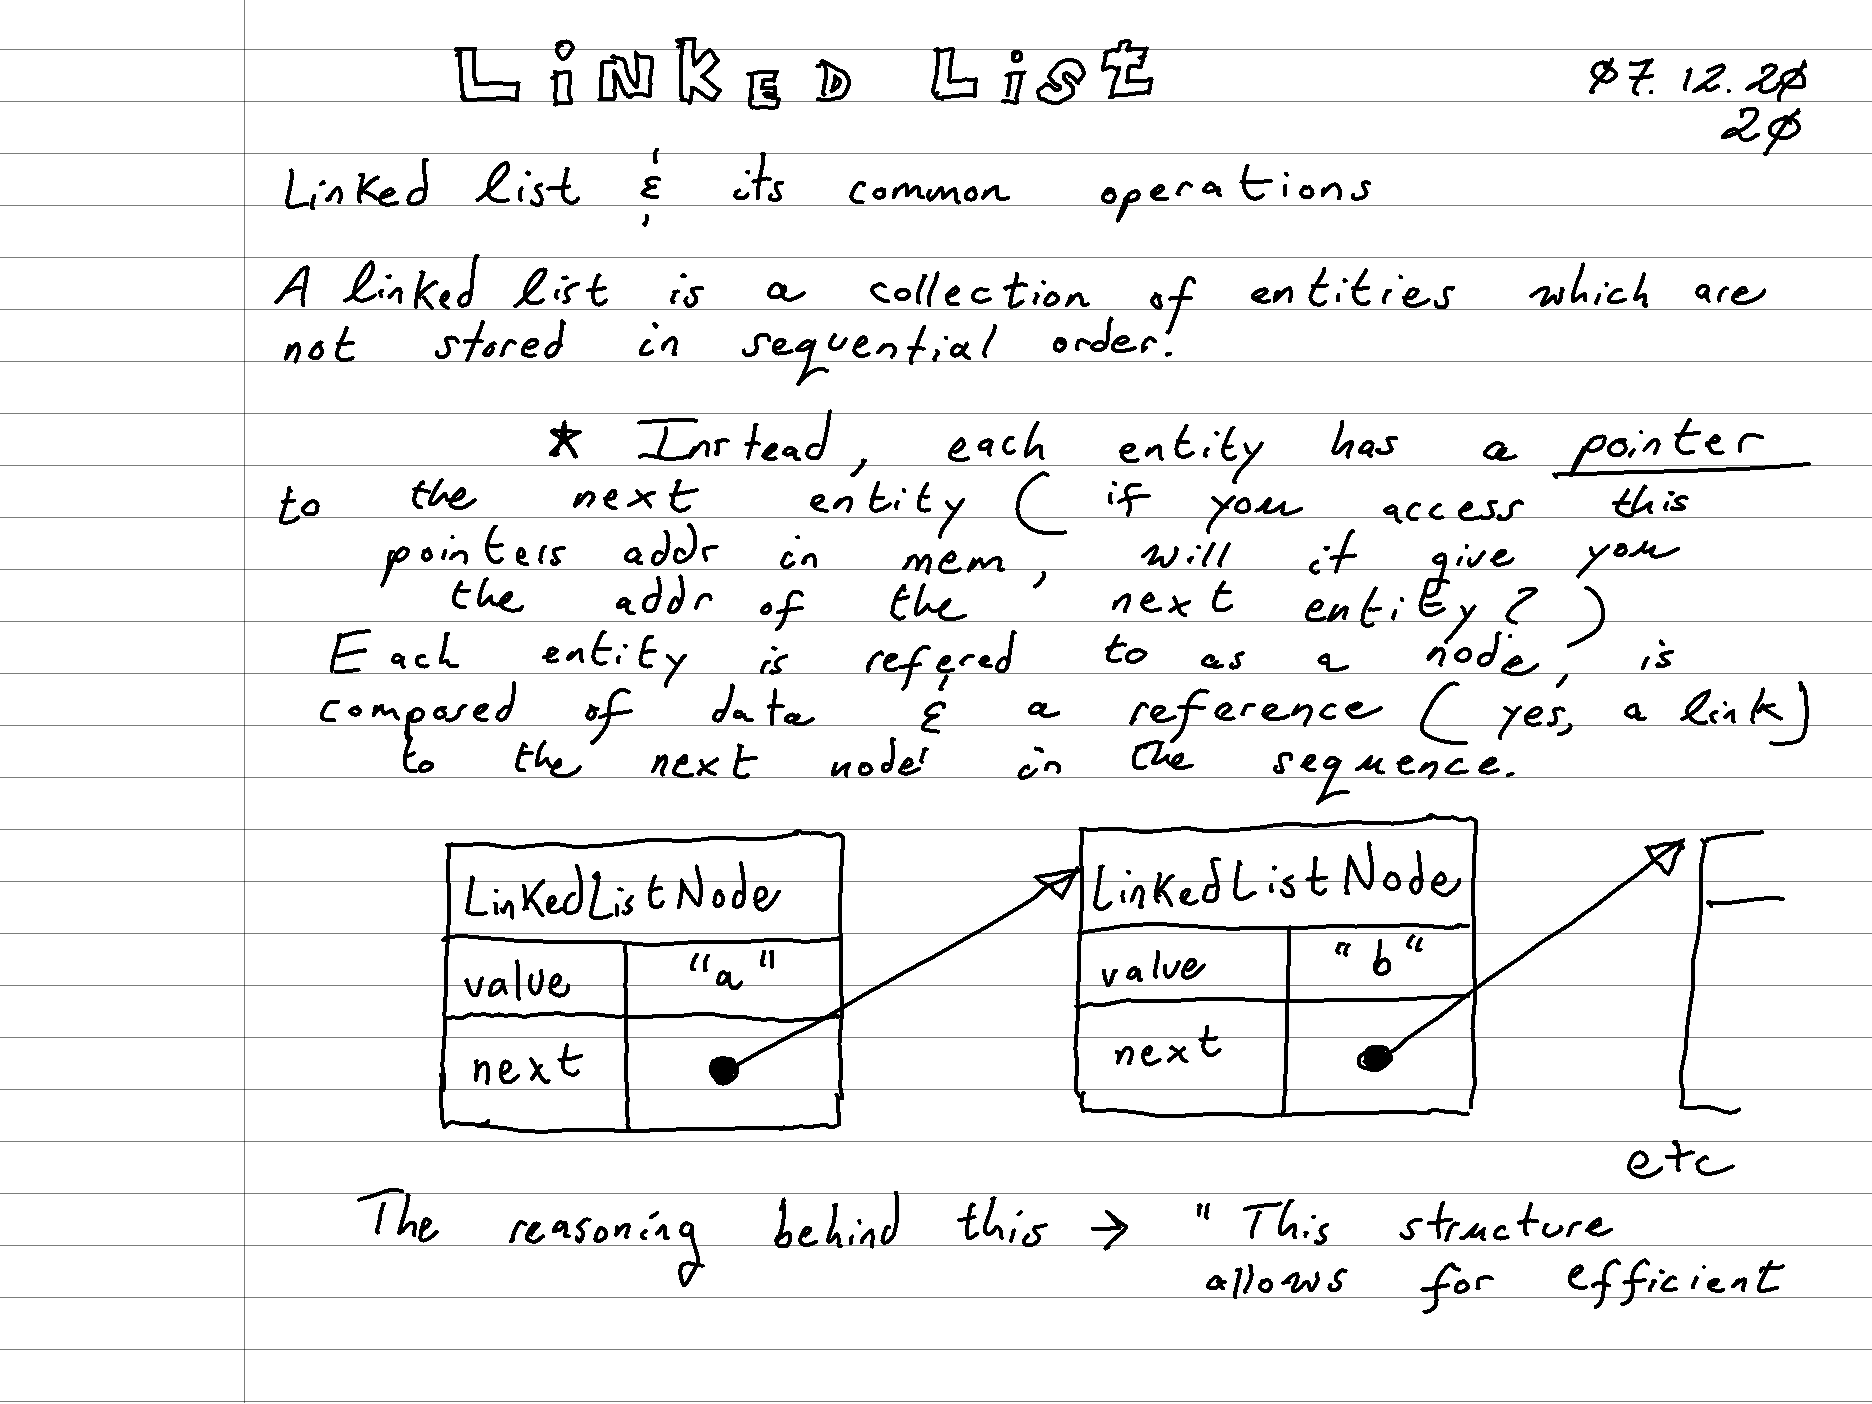 LiNKED LiSt
07.12.20
20
Linked list & its common operations
A linked list is a collection of entities which are
not stored in sequential order!
* Instead, each entity has a pointer
to the next entity ( if you access this
pointers addr in mem, will it give you
the addr of the next entity? )
Each entity is refered to as a node, is
composed of data & a reference ( yes, a link)
to the next node in the sequence.
LinKedListNode
value "a"
next
LinKedListNode
value "b"
next
etc
The reasoning behind this → " This structure
allows for efficient